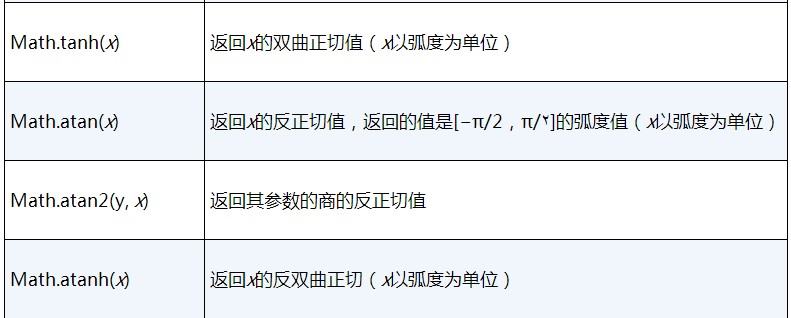 Math.tanh(x)
返回x的双曲正切值（x以弧度为单位）
Math.atan(x)
返回x的反正切值，返回的值是[−π/2，π/۲]的弧度值（x以弧度为单位）
Math.atan2(y, x)
返回其参数的商的反正切值
Math.atanh(x)
返回x的反双曲正切（x以弧度为单位）